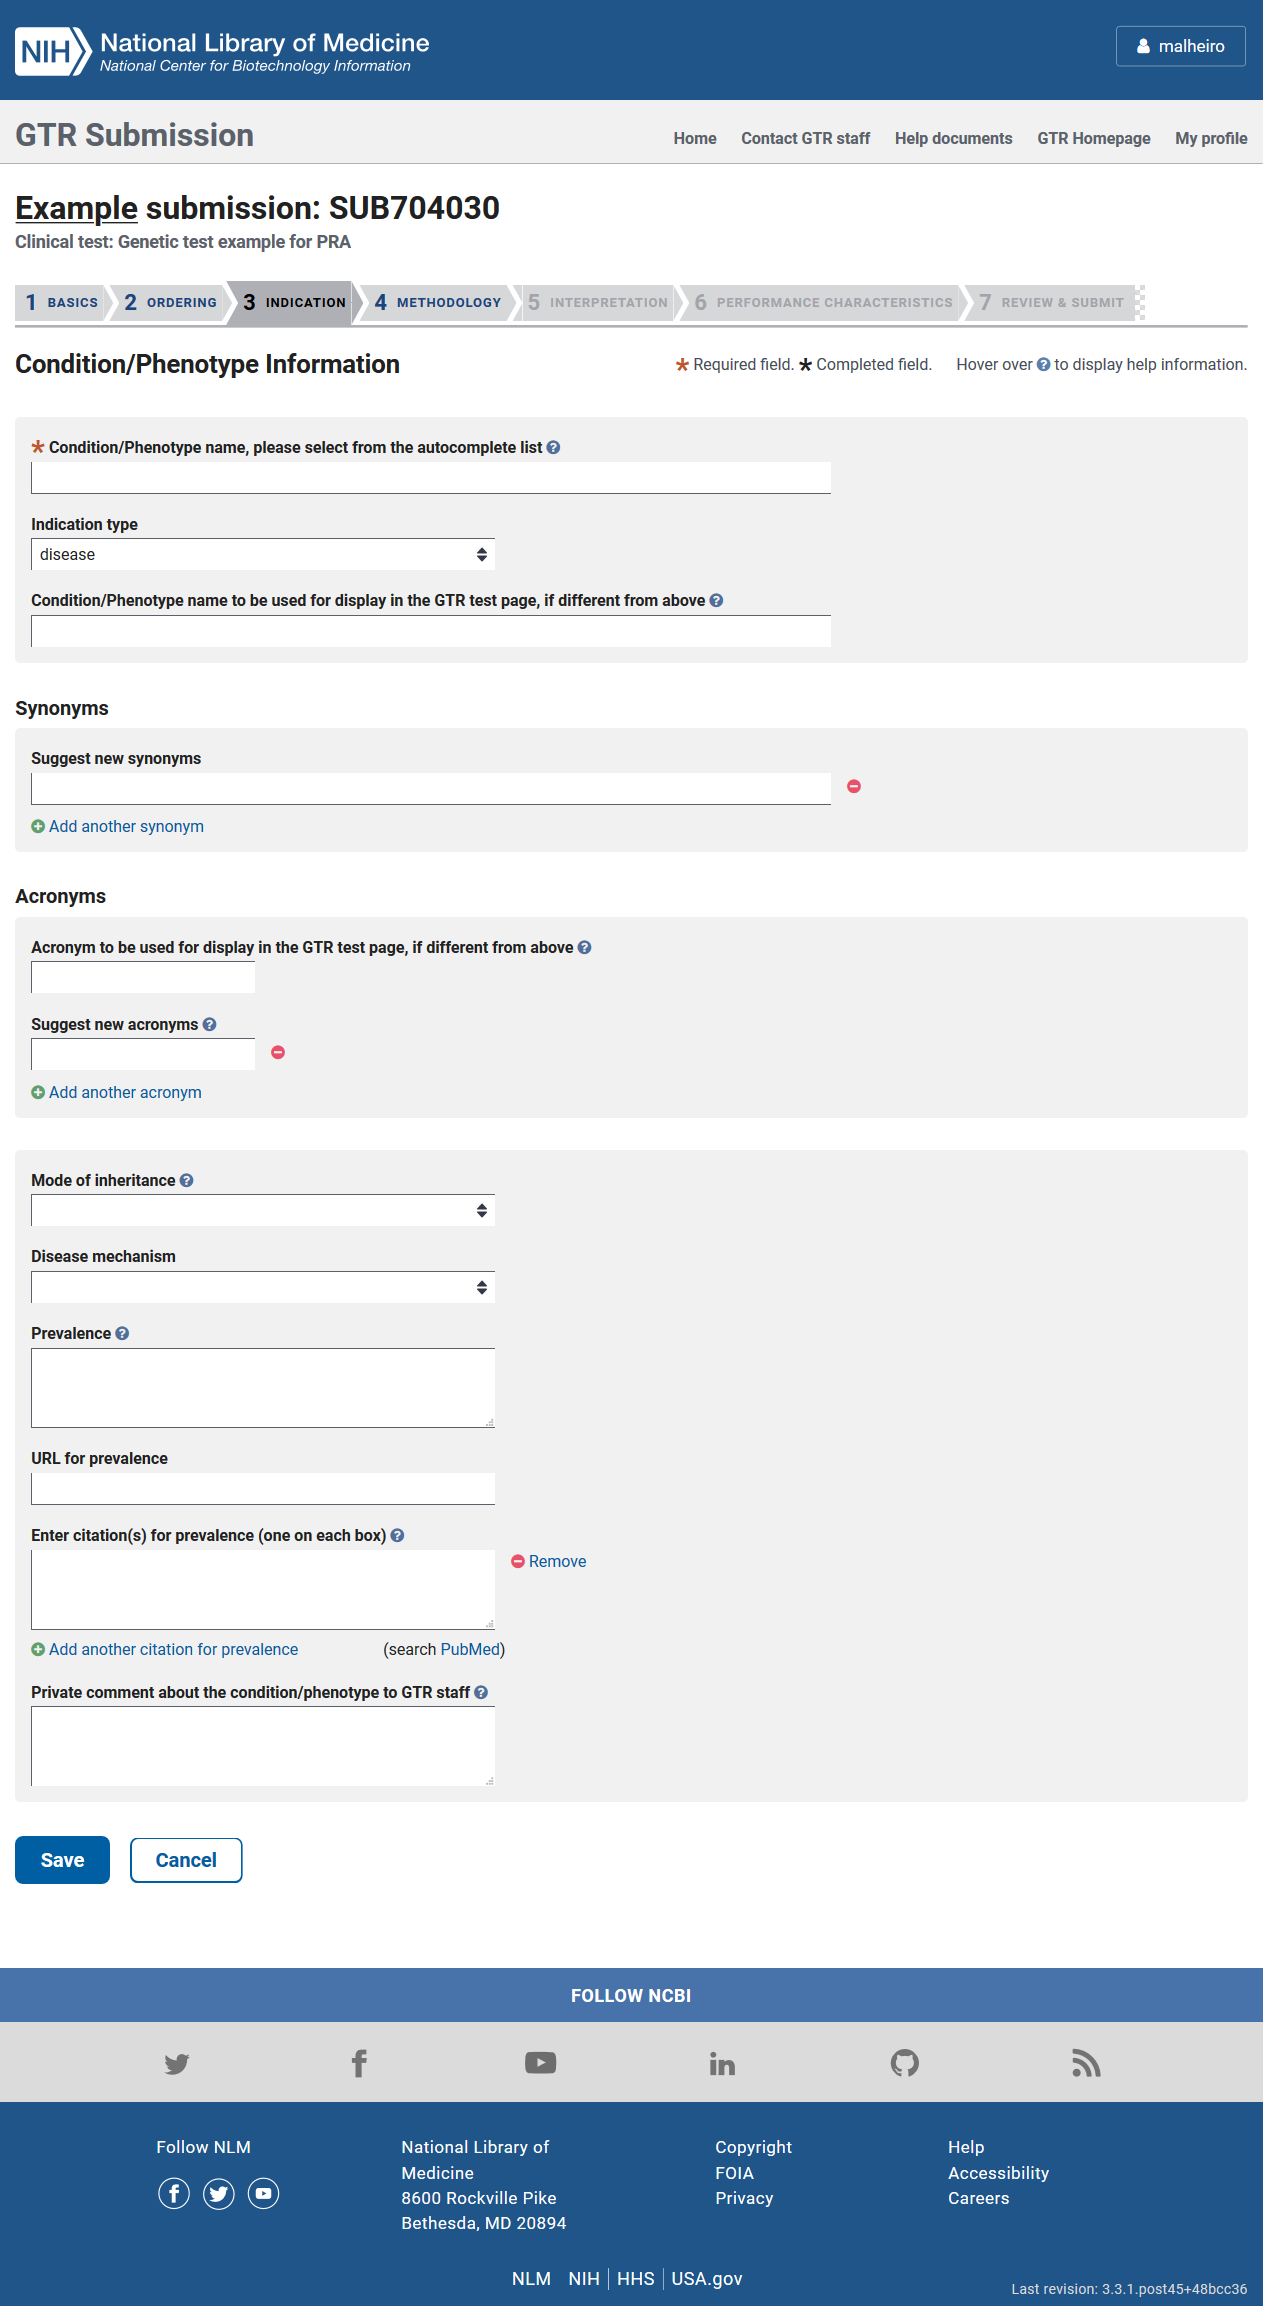 NIH National Library of Medicine
National Center for Biotechnology Information
malheiro
GTR Submission
Home Contact GTR staff Help documents GTR Homepage My profile
Example submission: SUB704030
Clinical test: Genetic test example for PRA
1 BASICS 2 ORDERING 3 INDICATION 4 METHODOLOGY 5 INTERPRETATION 6 PERFORMANCE CHARACTERISTICS 7 REVIEW & SUBMIT
Condition/Phenotype Information
* Required field. * Completed field. Hover over ? to display help information.
* Condition/Phenotype name, please select from the autocomplete list ?
Indication type
disease
Condition/Phenotype name to be used for display in the GTR test page, if different from above ?
Synonyms
Suggest new synonyms
Add another synonym
Acronyms
Acronym to be used for display in the GTR test page, if different from above ?
Suggest new acronyms ?
Add another acronym
Mode of inheritance ?
Disease mechanism
Prevalence ?
URL for prevalence
Enter citation(s) for prevalence (one on each box) ?
Remove
Add another citation for prevalence (search PubMed)
Private comment about the condition/phenotype to GTR staff ?
Save Cancel
FOLLOW NCBI
Follow NLM
National Library of
Medicine
8600 Rockville Pike
Bethesda, MD 20894
Copyright
FOIA
Privacy
Help
Accessibility
Careers
NLM NIH HHS USA.gov
Last revision: 3.3.1.post45+48bcc36